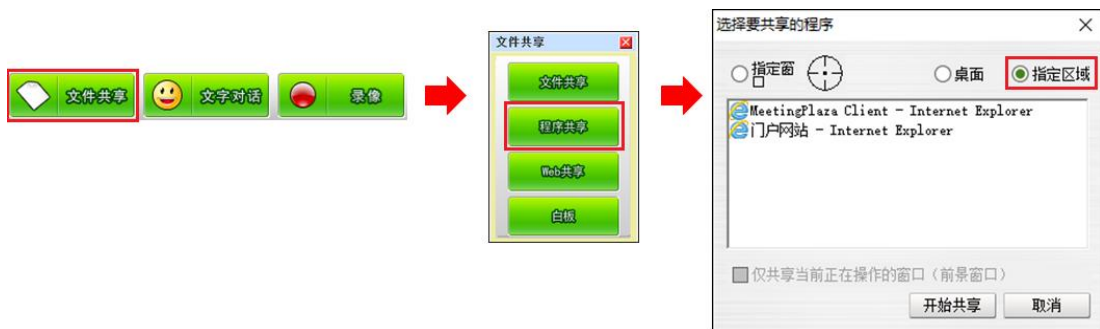 文件共享
文字对话
录像
文件共享
文件共享
程序共享
Web共享
白板
选择要共享的程序
指定窗口
桌面
指定区域
MeetingPlaza Client - Internet Explorer
门户网站 - Internet Explorer
仅共享当前正在操作的窗口（前景窗口）
开始共享
取消